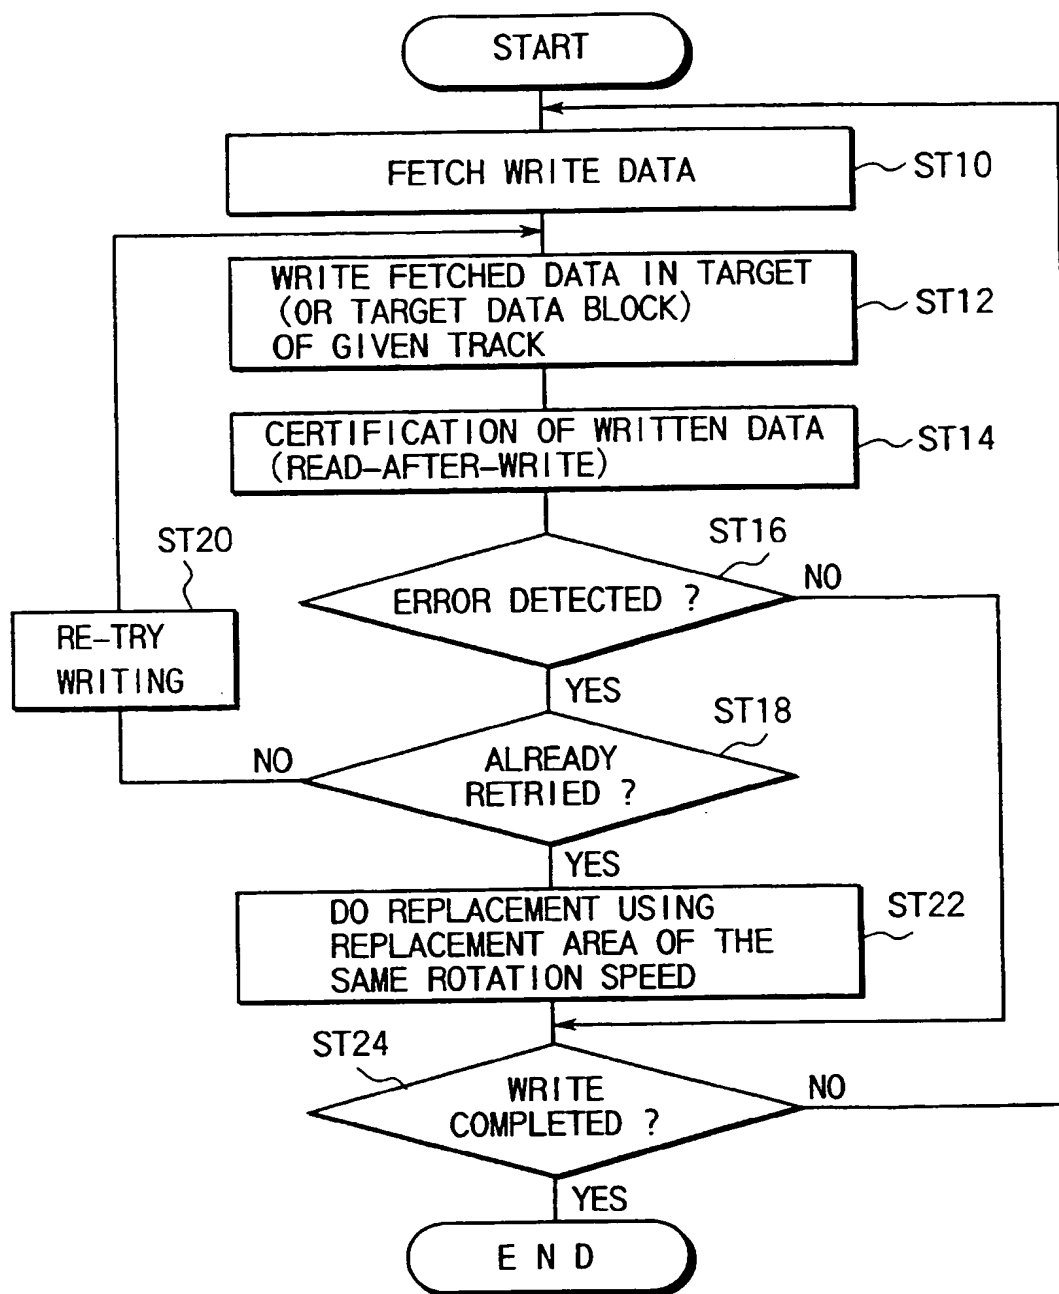 START
FETCH WRITE DATA
ST10
WRITE FETCHED DATA IN TARGET
(OR TARGET DATA BLOCK)
OF GIVEN TRACK
ST12
CERTIFICATION OF WRITTEN DATA
(READ-AFTER-WRITE)
ST14
ST20
ST16
ERROR DETECTED ?
NO
RE-TRY
WRITING
YES
ST18
NO
ALREADY
RETRIED ?
YES
DO REPLACEMENT USING
REPLACEMENT AREA OF THE
SAME ROTATION SPEED
ST22
ST24
WRITE
COMPLETED ?
NO
YES
END